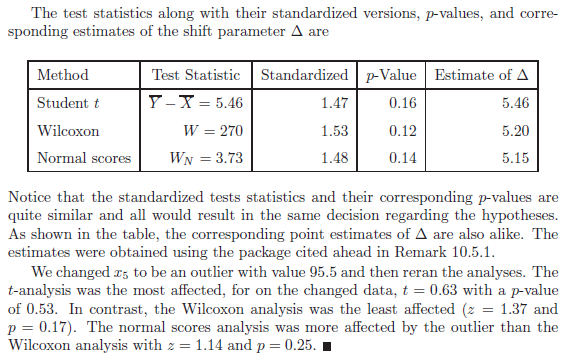 The test statistics along with their standardized versions, p-values, and corre-
sponding estimates of the shift parameter Δ are
Method Test Statistic Standardized p-Value Estimate of Δ
Student t Y̅ − X̅ = 5.46 1.47 0.16 5.46
Wilcoxon W = 270 1.53 0.12 5.20
Normal scores W_N = 3.73 1.48 0.14 5.15
Notice that the standardized tests statistics and their corresponding p-values are
quite similar and all would result in the same decision regarding the hypotheses.
As shown in the table, the corresponding point estimates of Δ are also alike. The
estimates were obtained using the package cited ahead in Remark 10.5.1.
We changed x₅ to be an outlier with value 95.5 and then reran the analyses. The
t-analysis was the most affected, for on the changed data, t = 0.63 with a p-value
of 0.53. In contrast, the Wilcoxon analysis was the least affected (z = 1.37 and
p = 0.17). The normal scores analysis was more affected by the outlier than the
Wilcoxon analysis with z = 1.14 and p = 0.25. ■